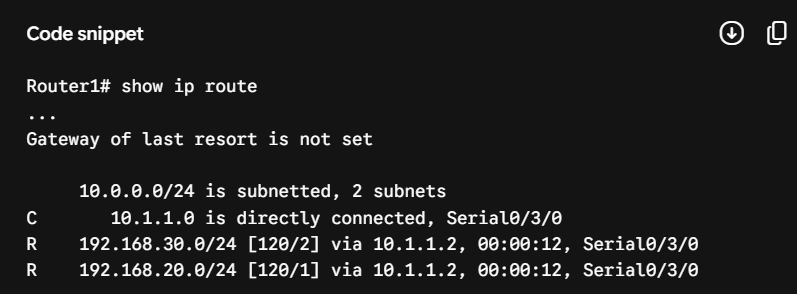 Code snippet
Router1# show ip route
...
Gateway of last resort is not set
10.0.0.0/24 is subnetted, 2 subnets
C 10.1.1.0 is directly connected, Serial0/3/0
R 192.168.30.0/24 [120/2] via 10.1.1.2, 00:00:12, Serial0/3/0
R 192.168.20.0/24 [120/1] via 10.1.1.2, 00:00:12, Serial0/3/0